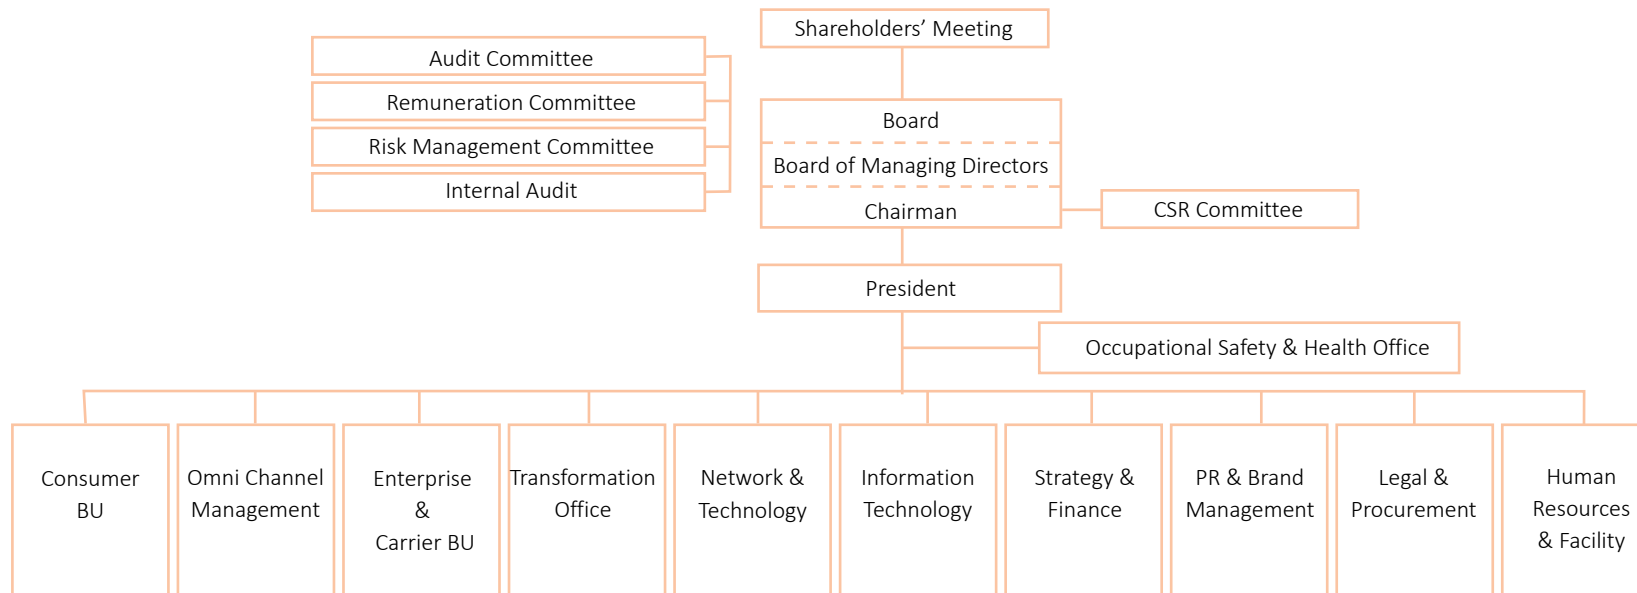 Shareholders’ Meeting
Audit Committee
Remuneration Committee
Risk Management Committee
Internal Audit
Board
Board of Managing Directors
Chairman
CSR Committee
President
Occupational Safety & Health Office
Consumer
BU
Omni Channel
Management
Enterprise
&
Carrier BU
Transformation
Office
Network &
Technology
Information
Technology
Strategy &
Finance
PR & Brand
Management
Legal &
Procurement
Human
Resources
& Facility